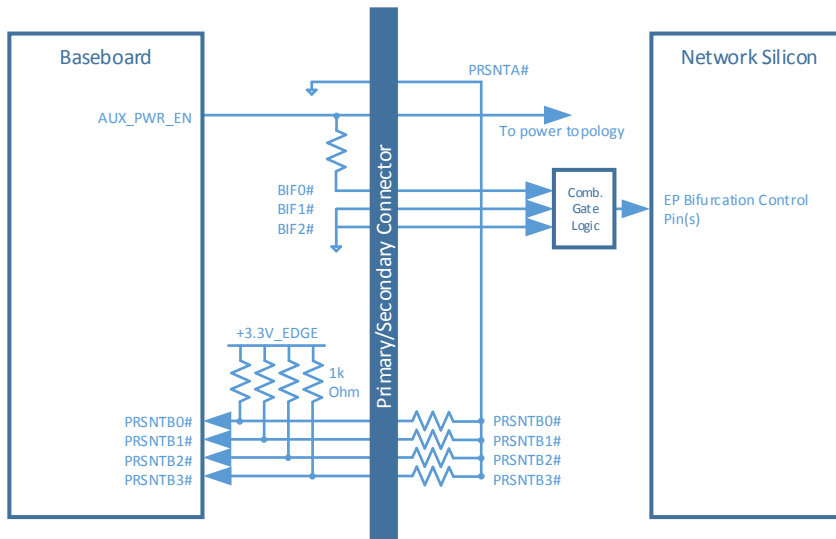 Baseboard
Network Silicon
PRSNTA#
AUX_PWR_EN
To power topology
BIF0#
BIF1#
BIF2#
Comb.
Gate
Logic
EP Bifurcation Control
Pin(s)
Primary/Secondary Connector
+3.3V_EDGE
1k
Ohm
PRSNTB0#
PRSNTB1#
PRSNTB2#
PRSNTB3#
PRSNTB0#
PRSNTB1#
PRSNTB2#
PRSNTB3#